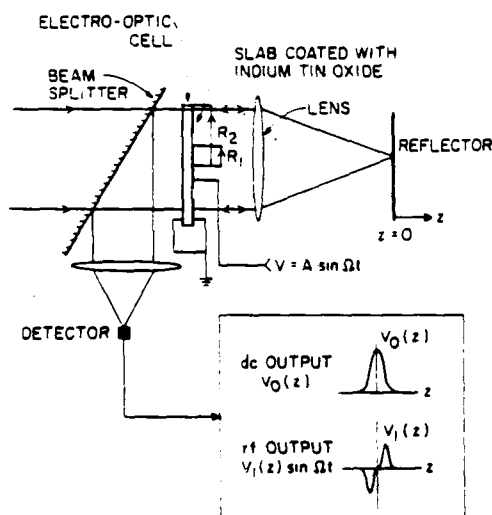 ELECTRO-OPTIC
CELL
SLAB COATED WITH
INDIUM TIN OXIDE
BEAM
SPLITTER
LENS
R2
R1
REFLECTOR
z
z = 0
V = A sin Ωt
DETECTOR
dc OUTPUT
V0(z)
V0(z)
z
rf OUTPUT
V1(z) sin Ωt
V1(z)
z